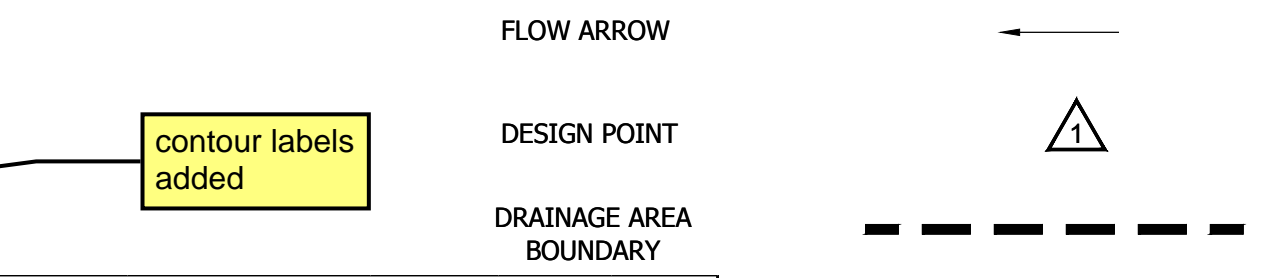 FLOW ARROW
contour labels
added
DESIGN POINT
1
DRAINAGE AREA
BOUNDARY